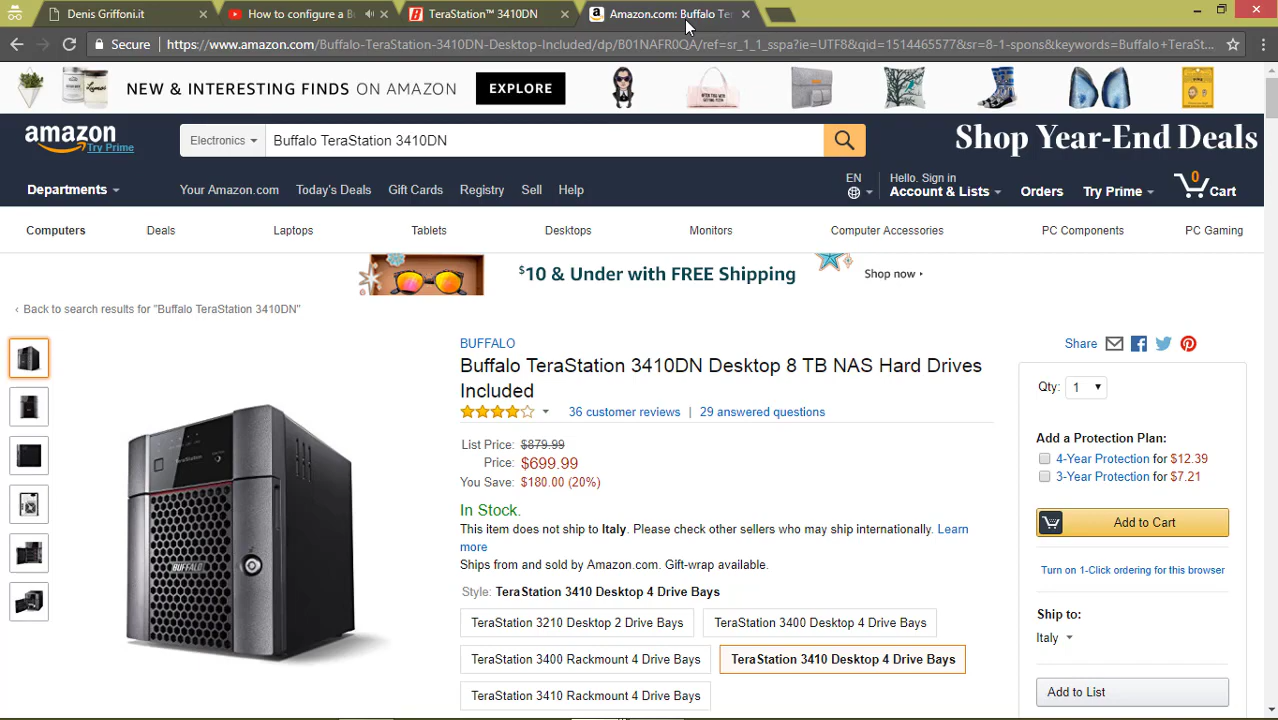 Denis Griffoni.it
How to configure a B
TeraStation™ 3410DN
Amazon.com: Buffalo Te
Secure
https://www.amazon.com/Buffalo-TeraStation-3410DN-Desktop-Included/dp/B01NAFR0QA/ref=sr_1_1_sspa?ie=UTF8&qid=1514465577&sr=8-1-spons&keywords=Buffalo+TeraSt...
NEW & INTERESTING FINDS ON AMAZON
EXPLORE
amazon
Try Prime
Electronics
Buffalo TeraStation 3410DN
Shop Year-End Deals
Departments
Your Amazon.com
Today's Deals
Gift Cards
Registry
Sell
Help
EN
Hello. Sign in
Account & Lists
Orders
Try Prime
0
Cart
Computers
Deals
Laptops
Tablets
Desktops
Monitors
Computer Accessories
PC Components
PC Gaming
$10 & Under with FREE Shipping
Shop now ›
‹ Back to search results for "Buffalo TeraStation 3410DN"
BUFFALO
Buffalo TeraStation 3410DN Desktop 8 TB NAS Hard Drives
Included
36 customer reviews | 29 answered questions
List Price: $879.99
Price: $699.99
You Save: $180.00 (20%)
In Stock.
This item does not ship to Italy. Please check other sellers who may ship internationally. Learn
more
Ships from and sold by Amazon.com. Gift-wrap available.
Style: TeraStation 3410 Desktop 4 Drive Bays
TeraStation 3210 Desktop 2 Drive Bays
TeraStation 3400 Desktop 4 Drive Bays
TeraStation 3400 Rackmount 4 Drive Bays
TeraStation 3410 Desktop 4 Drive Bays
TeraStation 3410 Rackmount 4 Drive Bays
TeraStation
BUFFALO
Share
Qty: 1
Add a Protection Plan:
4-Year Protection for $12.39
3-Year Protection for $7.21
Add to Cart
Turn on 1-Click ordering for this browser
Ship to:
Italy
Add to List